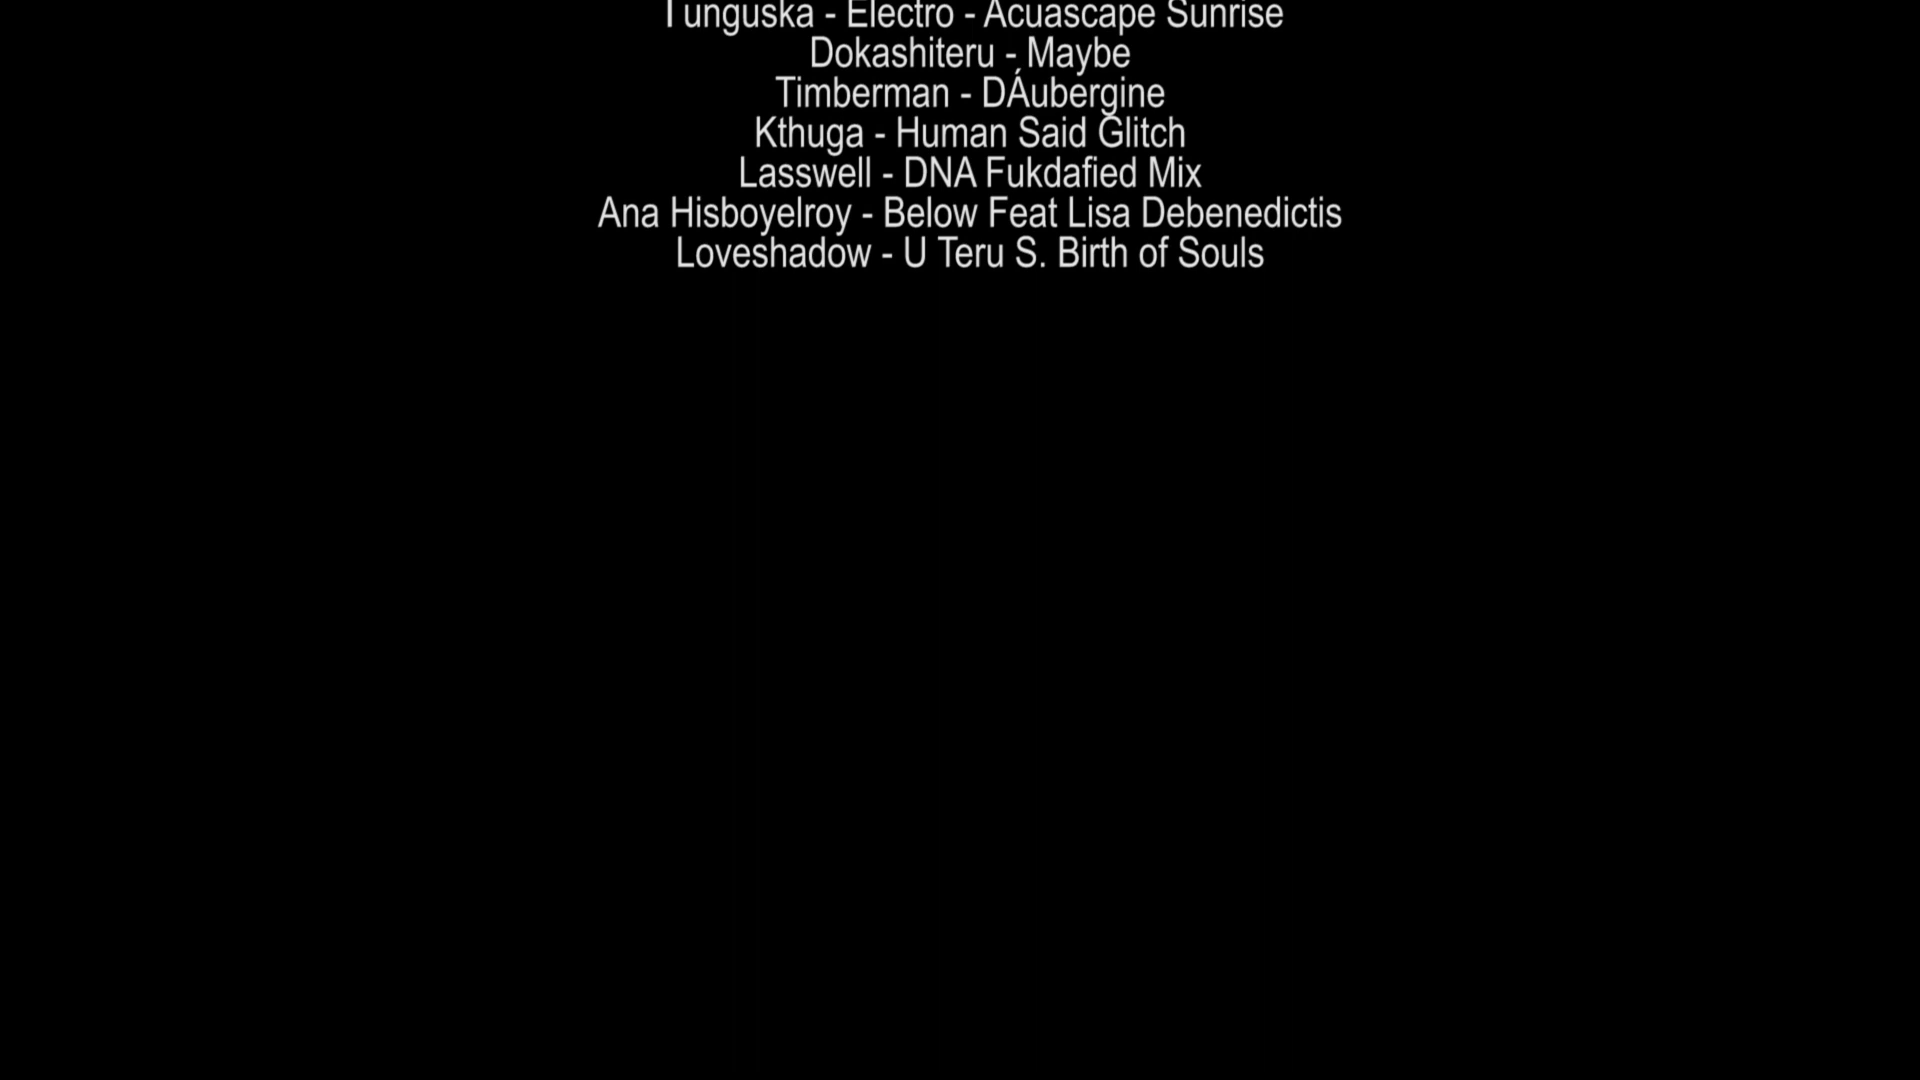 Tunguska - Electro - Acuascape Sunrise
Dokashiteru - Maybe
Timberman - DÁubergine
Kthuga - Human Said Glitch
Lasswell - DNA Fukdafied Mix
Ana Hisboyelroy - Below Feat Lisa Debenedictis
Loveshadow - U Teru S. Birth of Souls